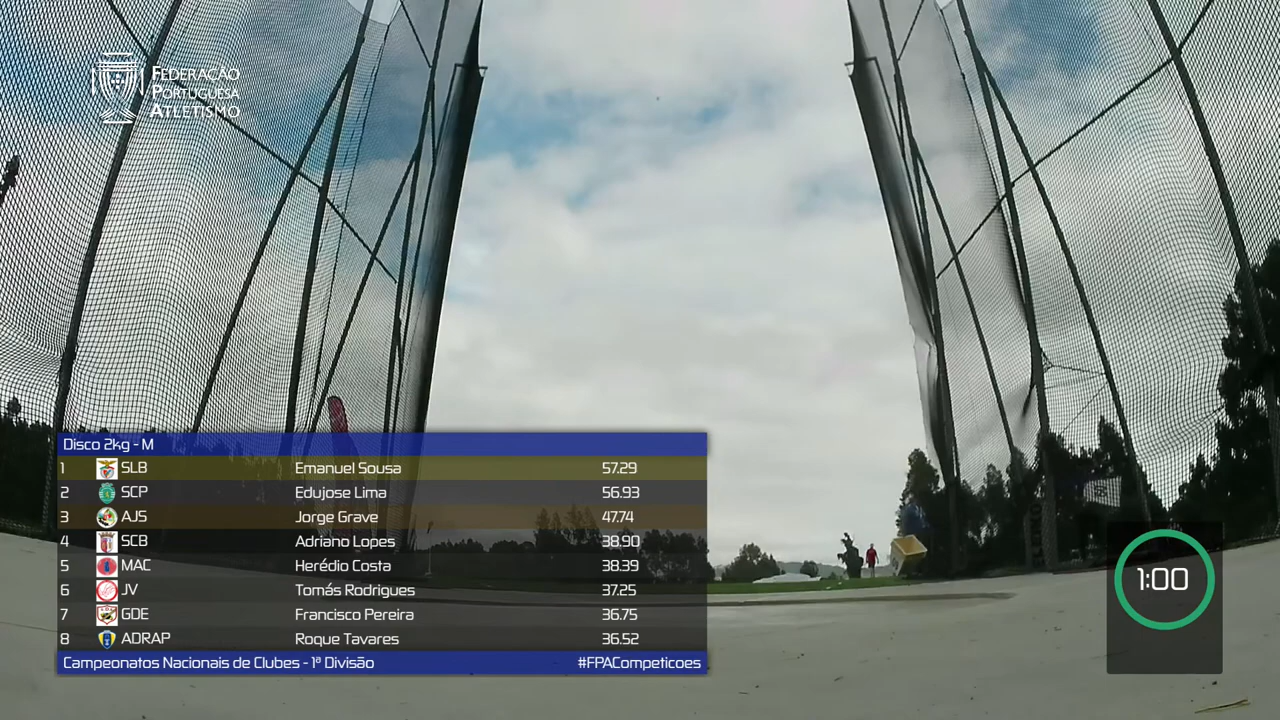 FEDERAÇÃO
PORTUGUESA
ATLETISMO
Disco 2kg - M
1 SLB Emanuel Sousa 57.29
2 SCP Edujose Lima 56.93
3 AJS Jorge Grave 47.74
4 SCB Adriano Lopes 38.90
5 MAC Herédio Costa 38.39
6 JV Tomás Rodrigues 37.25
7 GDE Francisco Pereira 36.75
8 ADRAP Roque Tavares 36.52
Campeonatos Nacionais de Clubes - 1ª Divisão #FPACompeticoes
1:00